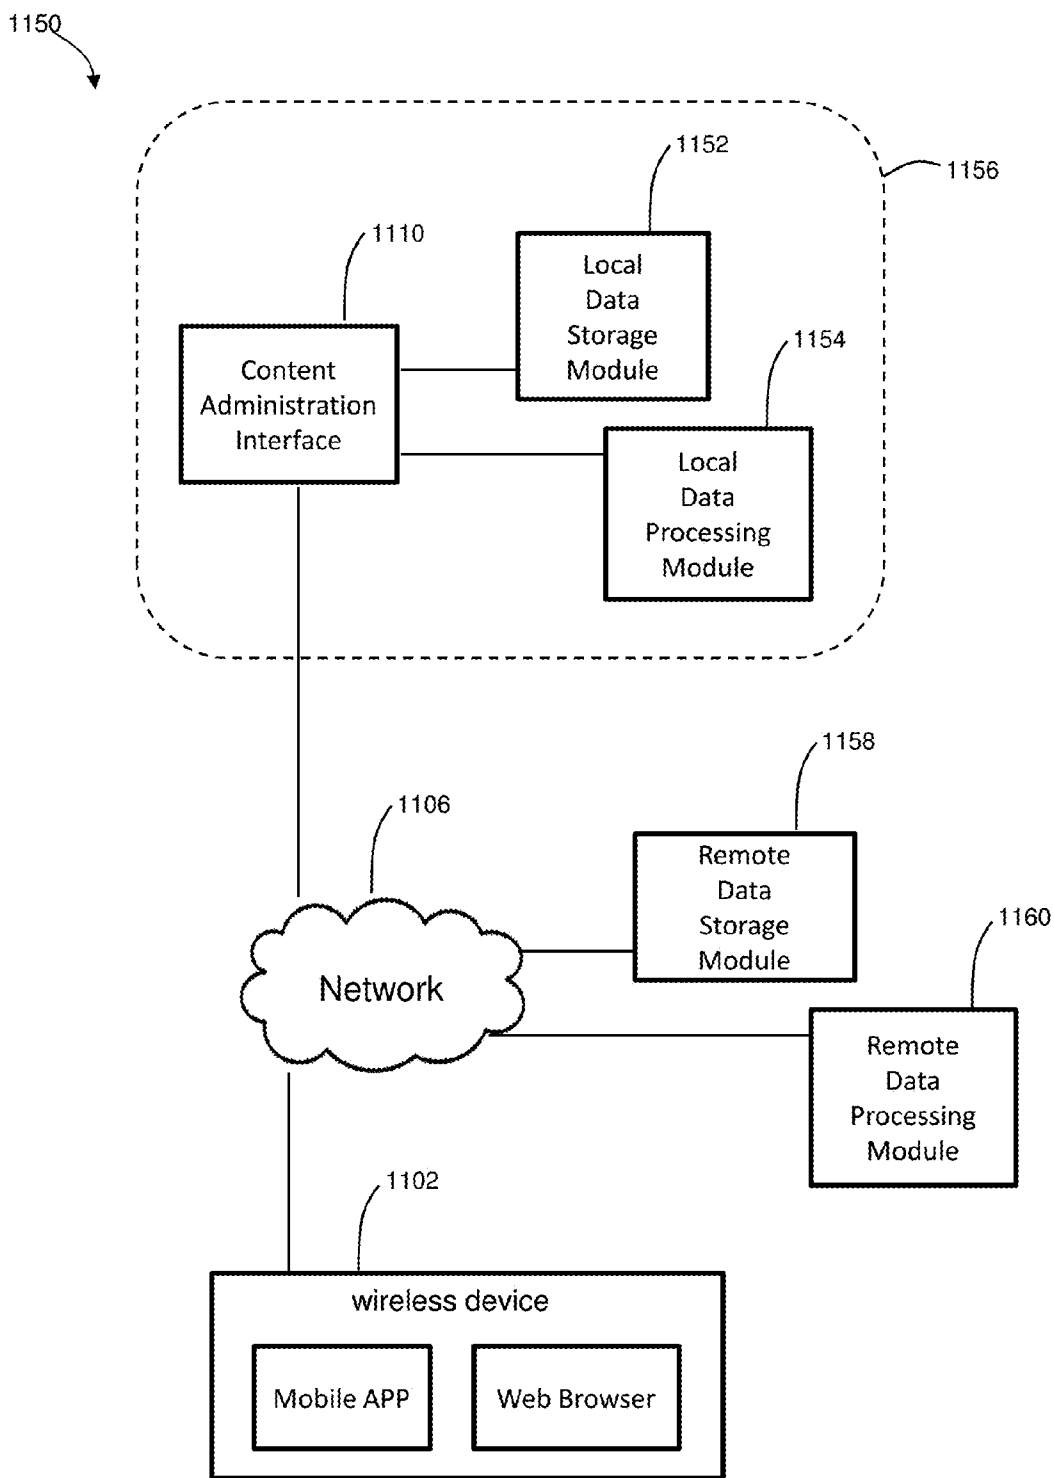 1150
1152
1156
1110
Local
Data
Storage
Module
1154
Content
Administration
Interface
Local
Data
Processing
Module
1158
1106
Remote
Data
Storage
Module
1160
Network
Remote
Data
Processing
Module
1102
wireless device
Mobile APP
Web Browser